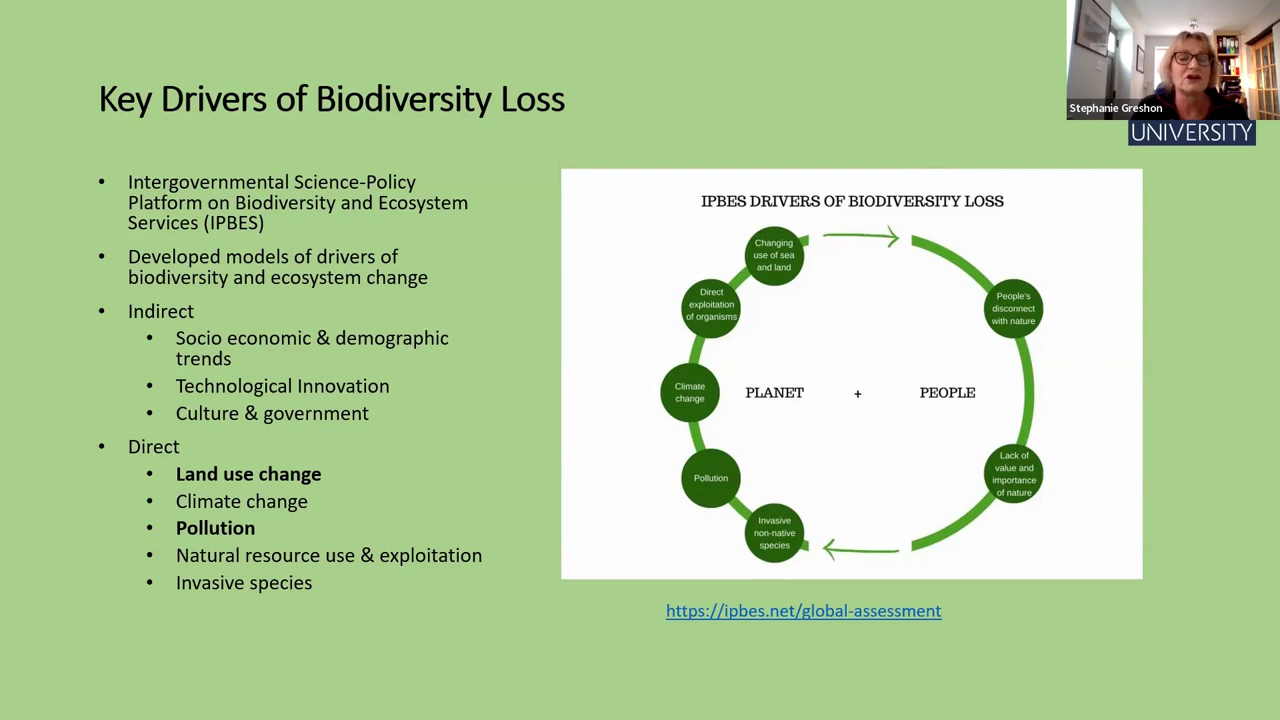 Key Drivers of Biodiversity Loss
Stephanie Greshon
UNIVERSITY
• Intergovernmental Science-Policy
Platform on Biodiversity and Ecosystem
Services (IPBES)
• Developed models of drivers of
biodiversity and ecosystem change
• Indirect
• Socio economic & demographic
trends
• Technological Innovation
• Culture & government
• Direct
• Land use change
• Climate change
• Pollution
• Natural resource use & exploitation
• Invasive species
IPBES DRIVERS OF BIODIVERSITY LOSS
Changing
use of sea
and land
Direct
exploitation
of organisms
Climate
change
Pollution
Invasive
non-native
species
PLANET + PEOPLE
People's
disconnect
with nature
Lack of
value and
importance
of nature
https://ipbes.net/global-assessment